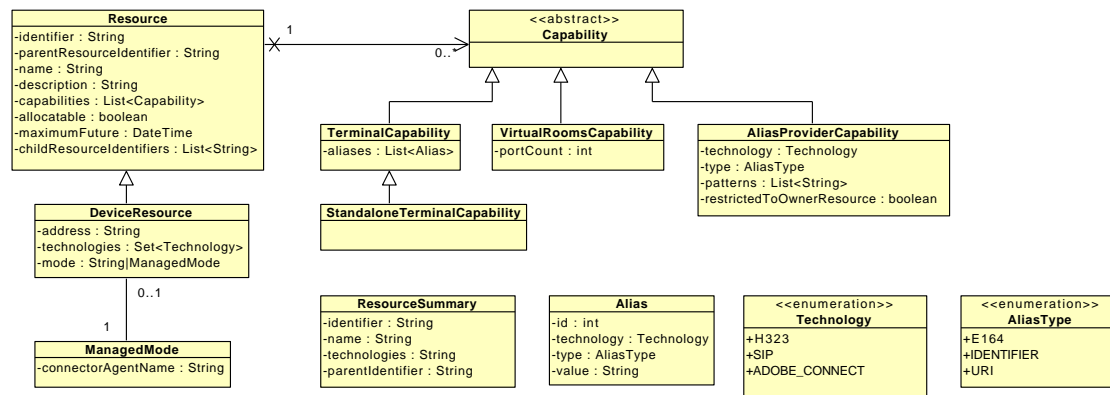 Resource
-identifier : String
-parentResourceIdentifier : String
-name : String
-description : String
-capabilities : List<Capability>
-allocatable : boolean
-maximumFuture : DateTime
-childResourceIdentifiers : List<String>
1
0..*
<<abstract>>
Capability
TerminalCapability
-aliases : List<Alias>
VirtualRoomsCapability
-portCount : int
AliasProviderCapability
-technology : Technology
-type : AliasType
-patterns : List<String>
-restrictedToOwnerResource : boolean
StandaloneTerminalCapability
DeviceResource
-address : String
-technologies : Set<Technology>
-mode : String|ManagedMode
0..1
1
ManagedMode
-connectorAgentName : String
ResourceSummary
-identifier : String
-name : String
-technologies : String
-parentIdentifier : String
Alias
-id : int
-technology : Technology
-type : AliasType
-value : String
<<enumeration>>
Technology
+H323
+SIP
+ADOBE_CONNECT
<<enumeration>>
AliasType
+E164
+IDENTIFIER
+URI